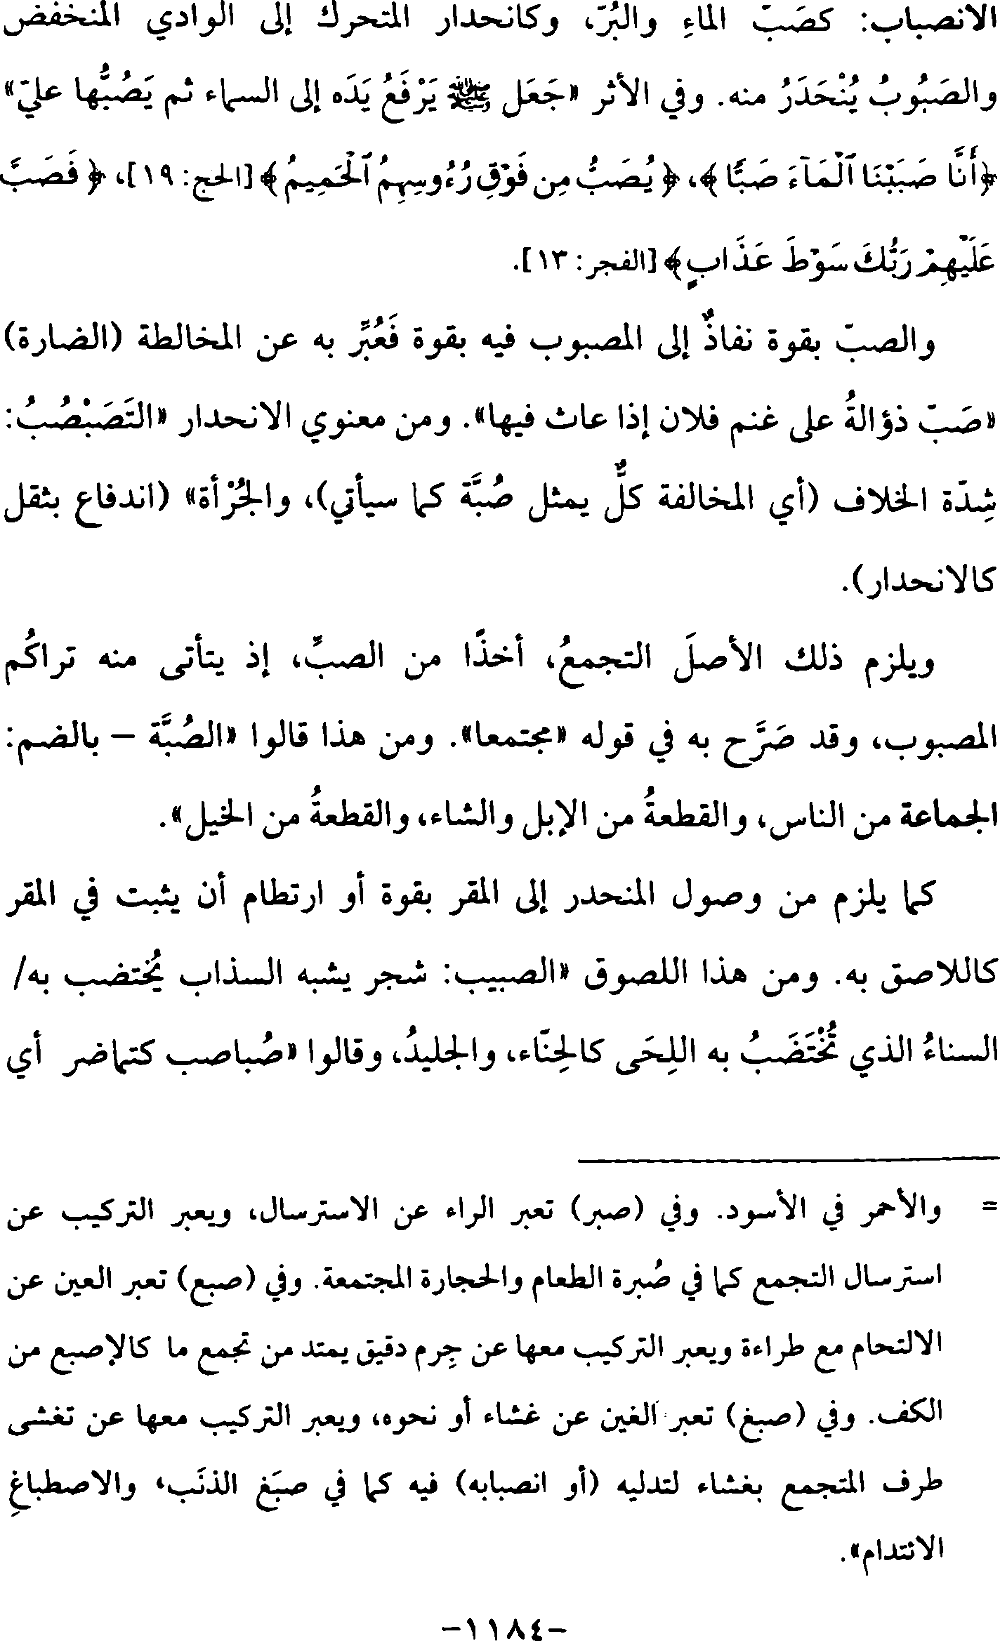 الانصباب: كصَبّ الماءِ والبُرّ، وكانحدار المتحرك إلى الوادي المنخفض
والصَبُوبُ يُنْحَدَرُ منه. وفي الأثر «جَعَل ﷺ يَرْفَعُ يَدَه إلى السماء ثم يَصُبُّها عليّ»
﴿أَنَّا صَبَبْنَا ٱلْمَآءَ صَبًّا﴾، ﴿يُصَبُّ مِن فَوْقِ رُءُوسِهِمُ ٱلْحَمِيمُ﴾ [الحج: ١٩]، ﴿فَصَبَّ
عَلَيْهِمْ رَبُّكَ سَوْطَ عَذَابٍ﴾ [الفجر: ١٣].
والصبّ بقوة نفاذٌ إلى المصبوب فيه بقوة فَعُبِّر به عن المخالطة (الضارة)
«صَبّ ذؤالةُ على غنم فلان إذا عاث فيها». ومن معنوي الانحدار «التَصَبْصُبُ:
شِدّة الخلاف (أي المخالفة كلٌّ يمثل صُبَّة كما سيأتي)، والجُرْأة» (اندفاع بثقل
كالانحدار).
ويلزم ذلك الأصلَ التجمعُ، أخذًا من الصبِّ، إذ يتأتى منه تراكُم
المصبوب، وقد صَرَّح به في قوله «مجتمعا». ومن هذا قالوا «الصُبَّة – بالضم:
الجماعة من الناس، والقطعةُ من الإبل والشاء، والقطعةُ من الخيل».
كما يلزم من وصول المنحدر إلى المقر بقوة أو ارتطام أن يثبت في المقر
كاللاصق به. ومن هذا اللصوق «الصبيب: شجر يشبه السذاب يُختضب به/
السناءُ الذي تُخْتَضَبُ به اللِحَى كالحِنّاء، والجليدُ، وقالوا «صُباصب كتماضر أي
= والأحمر في الأسود. وفي (صبر) تعبر الراء عن الاسترسال، ويعبر التركيب عن
استرسال التجمع كما في صُبرة الطعام والحجارة المجتمعة. وفي (صبع) تعبر العين عن
الالتحام مع طراءة ويعبر التركيب معها عن جِرم دقيق يمتد من تجمع ما كالإصبع من
الكف. وفي (صبغ) تعبر الغين عن غشاء أو نحوه، ويعبر التركيب معها عن تغشى
طرف المتجمع بغشاء لتدليه (أو انصبابه) فيه كما في صبَغ الذنَب، والاصطباغِ
الائتدام».
-١١٨٤-